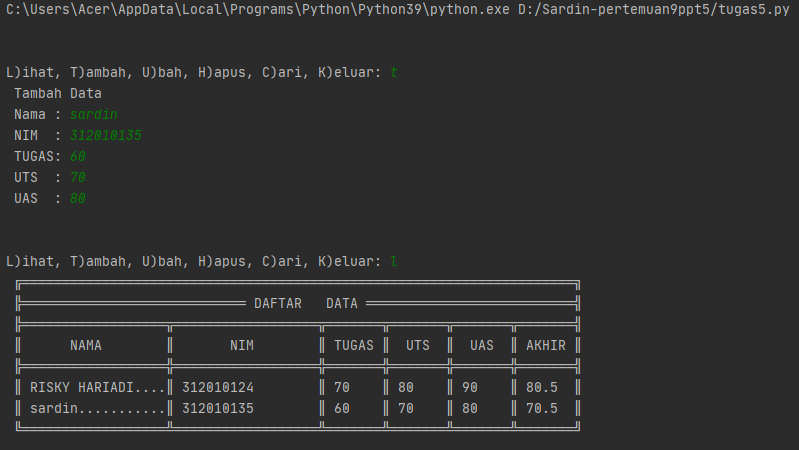 C:\Users\Acer\AppData\Local\Programs\Python\Python39\python.exe D:/Sardin-pertemuan9ppt5/tugas5.py
L)ihat, T)ambah, U)bah, H)apus, C)ari, K)eluar: t
Tambah Data
Nama : sardin
NIM  : 312010135
TUGAS: 60
UTS  : 70
UAS  : 80
L)ihat, T)ambah, U)bah, H)apus, C)ari, K)eluar: l
DAFTAR   DATA
NAMA NIM TUGAS UTS UAS AKHIR
RISKY HARIADI.... 312010124 70 80 90 80.5
sardin........... 312010135 60 70 80 70.5